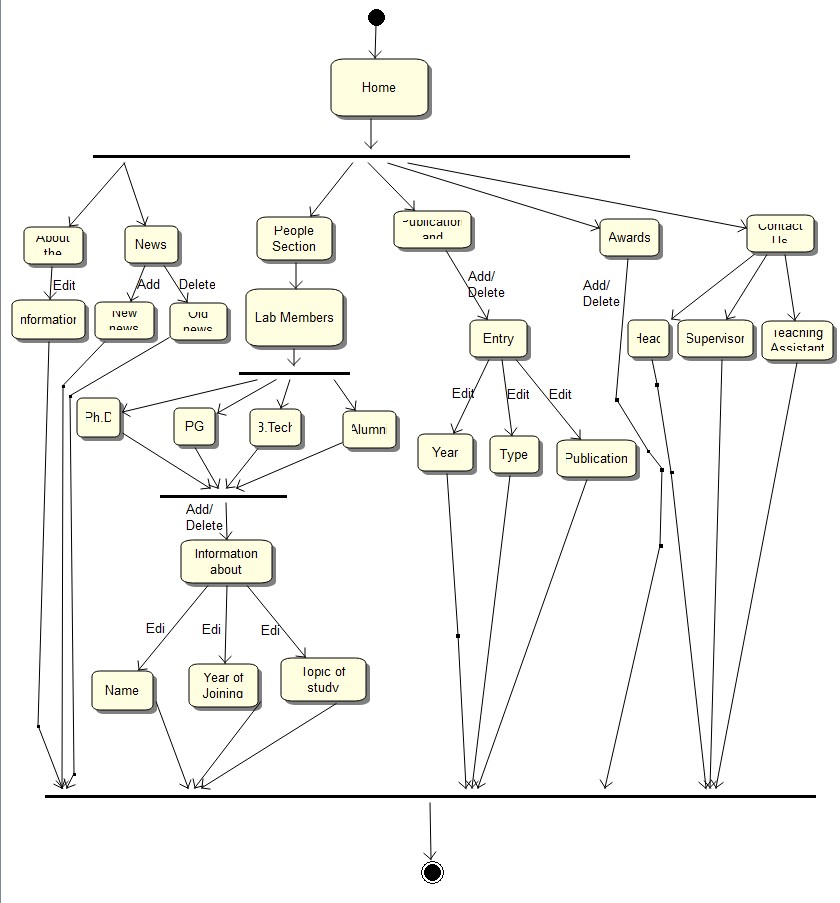 Home
About
the
News
People
Section
Publication
and
Awards
Contact
Us
Edit
Add
Delete
Add/
Delete
Add/
Delete
Information
New
news
Old
news
Lab Members
Entry
Head
Supervisor
Teaching
Assistant
Edit
Edit
Edit
Ph.D
PG
B.Tech
Alumni
Year
Type
Publication
Add/
Delete
Information
about
Edi
Edi
Edi
Name
Year of
Joining
Topic of
study